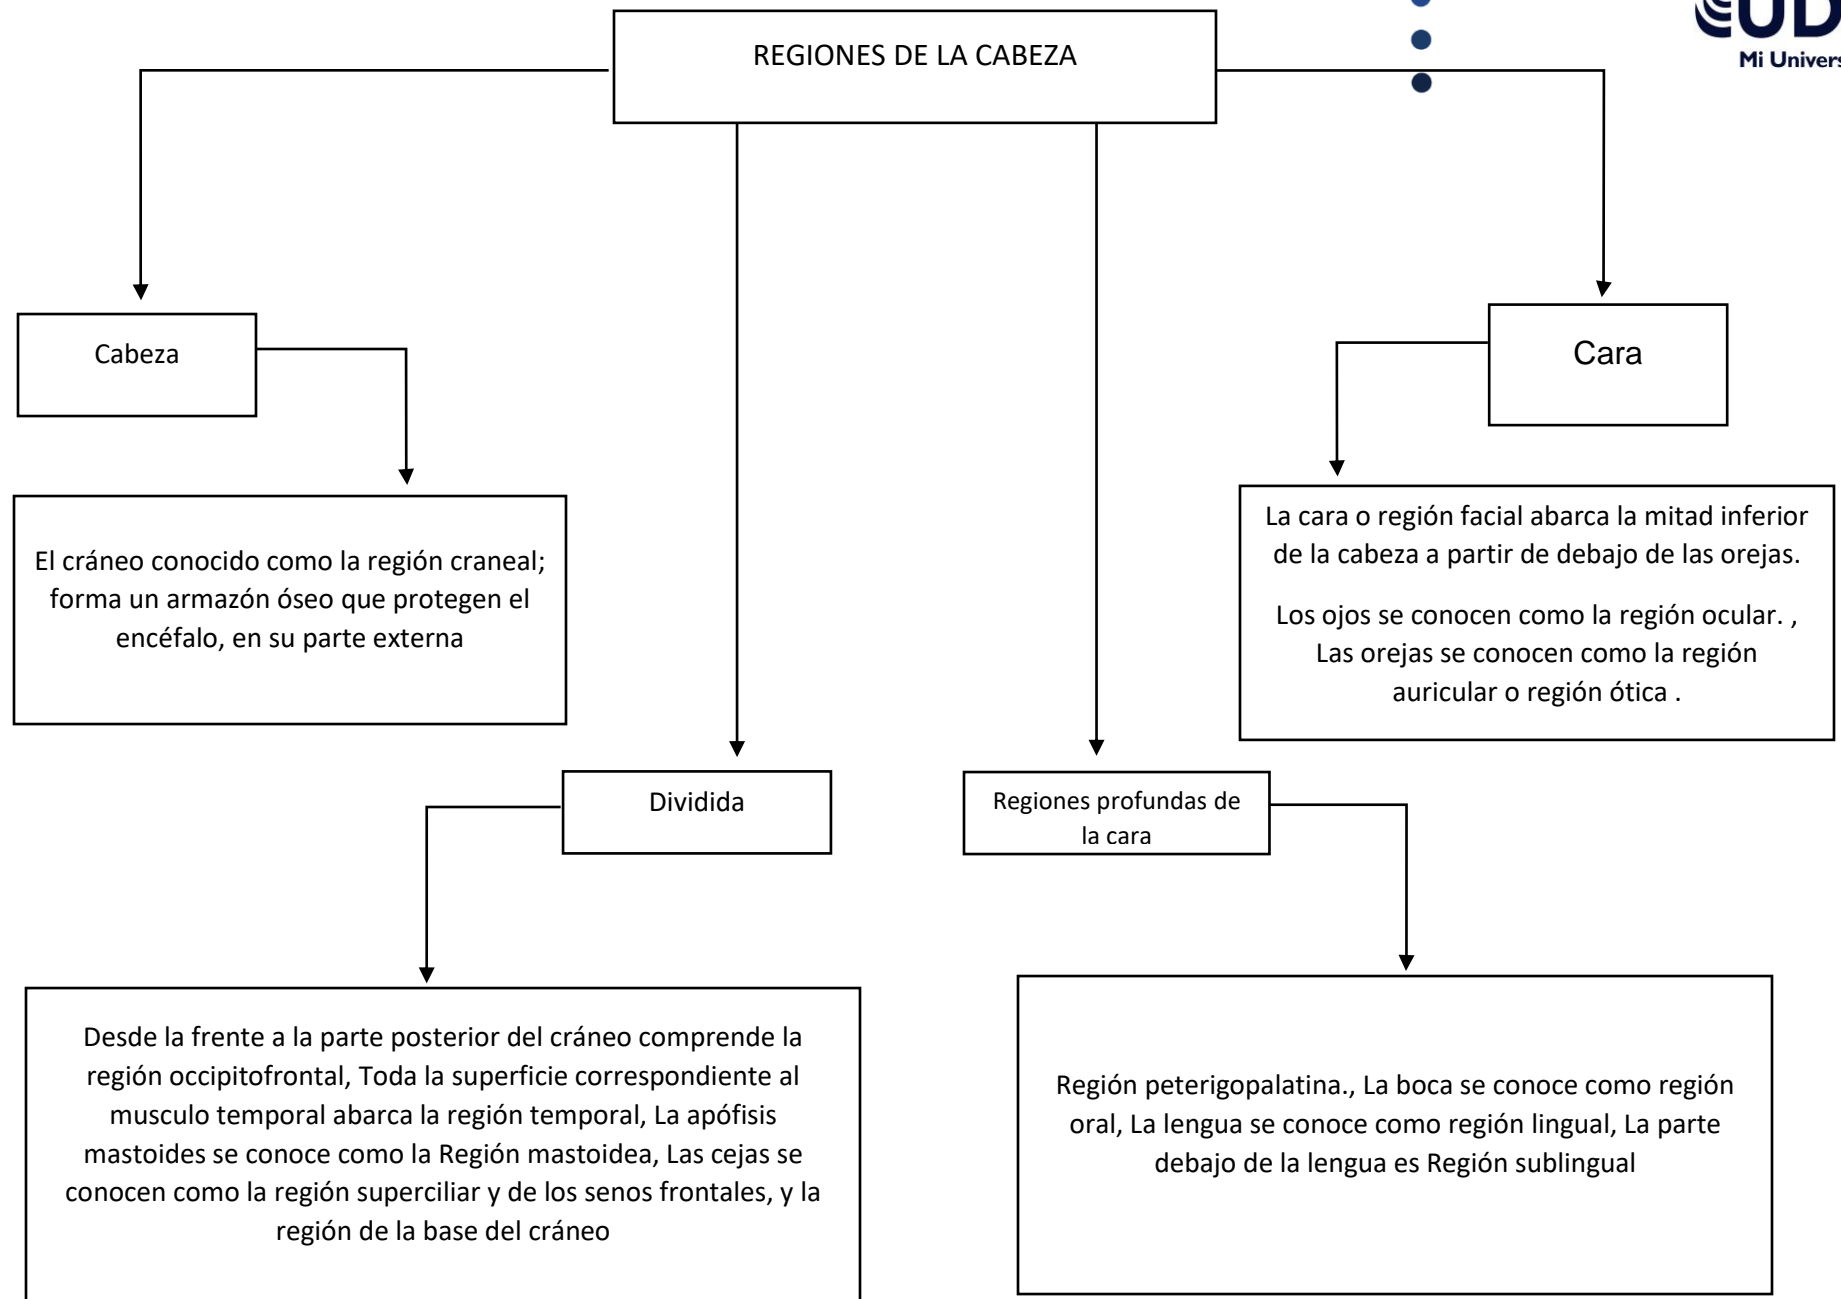 REGIONES DE LA CABEZA
Mi Univers
Cabeza
Cara
El cráneo conocido como la región craneal;
forma un armazón óseo que protegen el
encéfalo, en su parte externa
La cara o región facial abarca la mitad inferior
de la cabeza a partir de debajo de las orejas.
Los ojos se conocen como la región ocular. ,
Las orejas se conocen como la región
auricular o región ótica .
Dividida
Regiones profundas de
la cara
Desde la frente a la parte posterior del cráneo comprende la
región occipitofrontal, Toda la superficie correspondiente al
musculo temporal abarca la región temporal, La apófisis
mastoides se conoce como la Región mastoidea, Las cejas se
conocen como la región superciliar y de los senos frontales, y la
región de la base del cráneo
Región peterigopalatina., La boca se conoce como región
oral, La lengua se conoce como región lingual, La parte
debajo de la lengua es Región sublingual